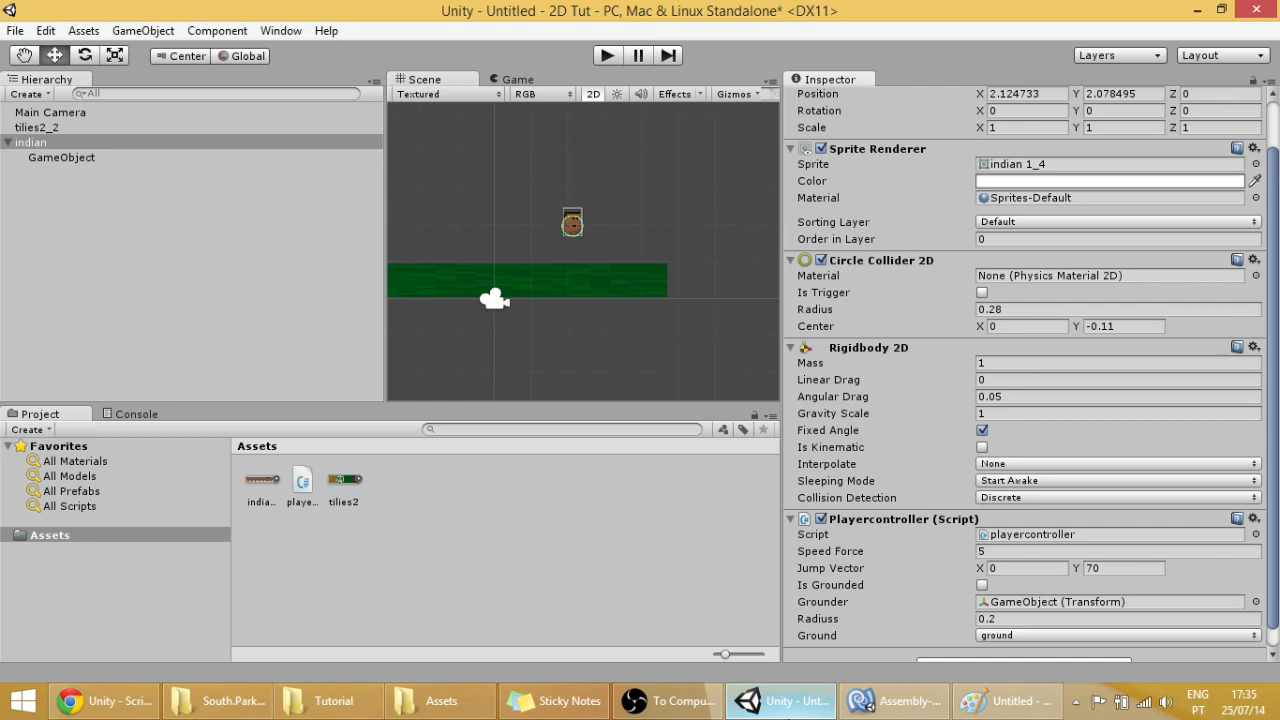 Unity - Untitled - 2D Tut - PC, Mac & Linux Standalone* <DX11>
File Edit Assets GameObject Component Window Help
Center Global Layers Layout
Hierarchy
Create All
Main Camera
tilies2_2
indian
GameObject
Scene Game
Textured RGB 2D Effects Gizmos
Inspector
Position X 2.124733 Y 2.078495 Z 0
Rotation X 0 Y 0 Z 0
Scale X 1 Y 1 Z 1
Sprite Renderer
Sprite indian 1_4
Color
Material Sprites-Default
Sorting Layer Default
Order in Layer 0
Circle Collider 2D
Material None (Physics Material 2D)
Is Trigger
Radius 0.28
Center X 0 Y -0.11
Rigidbody 2D
Mass 1
Linear Drag 0
Angular Drag 0.05
Gravity Scale 1
Fixed Angle
Is Kinematic
Interpolate None
Sleeping Mode Start Awake
Collision Detection Discrete
Playercontroller (Script)
Script playercontroller
Speed Force 5
Jump Vector X 0 Y 70
Is Grounded
Grounder GameObject (Transform)
Radiuss 0.2
Ground ground
Project Console
Create
Favorites
All Materials
All Models
All Prefabs
All Scripts
Assets
Assets
india... playe... tilies2
C#
Unity - Scri... South.Park... Tutorial Assets Sticky Notes To Compu... Unity - Unt... Assembly-... Untitled - ...
ENG 17:35
PT 25/07/14